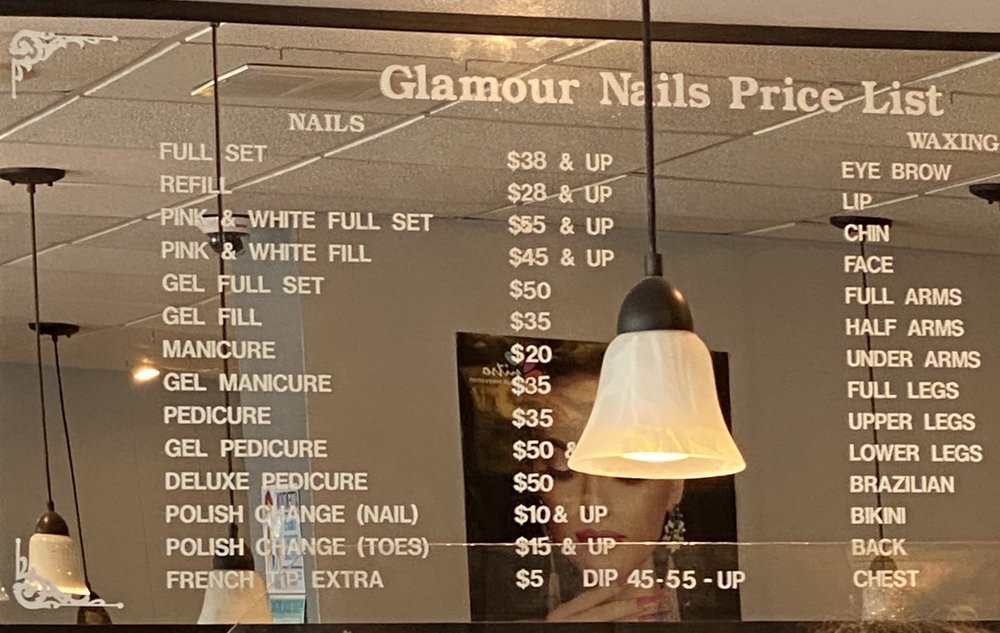 Glamour Nails Price List
NAILS
FULL SET $38 & UP
REFILL $28 & UP
PINK & WHITE FULL SET $55 & UP
PINK & WHITE FILL $45 & UP
GEL FULL SET $50
GEL FILL $35
MANICURE $20
GEL MANICURE $35
PEDICURE $35
GEL PEDICURE $50 &
DELUXE PEDICURE $50
POLISH CHANGE (NAIL) $10 & UP
POLISH CHANGE (TOES) $15 & UP
FRENCH TIP EXTRA $5 DIP 45-55-UP
WAXING
EYE BROW
LIP
CHIN
FACE
FULL ARMS
HALF ARMS
UNDER ARMS
FULL LEGS
UPPER LEGS
LOWER LEGS
BRAZILIAN
BIKINI
BACK
CHEST